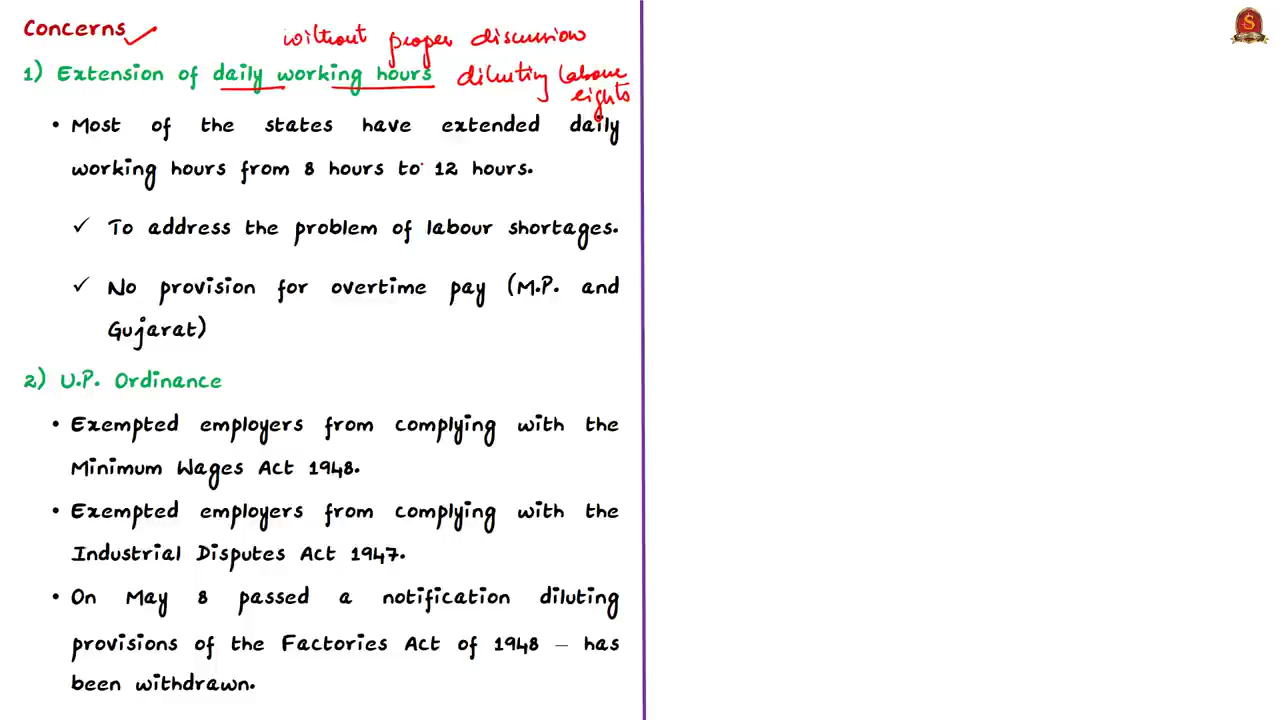 Concerns
without proper discussion
1) Extension of daily working hours diluting labour
rights
• Most of the states have extended daily
working hours from 8 hours to 12 hours.
✓ To address the problem of labour shortages.
✓ No provision for overtime pay (M.P. and
Gujarat)
2) U.P. Ordinance
• Exempted employers from complying with the
Minimum Wages Act 1948.
• Exempted employers from complying with the
Industrial Disputes Act 1947.
• On May 8 passed a notification diluting
provisions of the Factories Act of 1948 – has
been withdrawn.
S